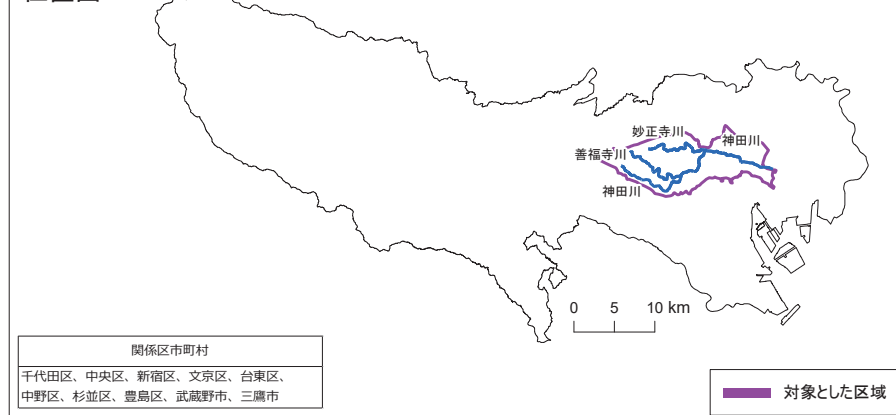 妙正寺川
神田川
善福寺川
神田川
0 5 10 km
関係区市町村
千代田区、中央区、新宿区、文京区、台東区、
中野区、杉並区、豊島区、武蔵野市、三鷹市
対象とした区域